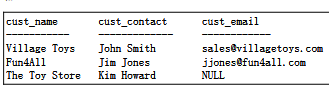 cust_name cust_contact cust_email
----------- ------------- ------------
Village Toys John Smith sales@villagetoys.com
Fun4All Jim Jones jjones@fun4all.com
The Toy Store Kim Howard NULL